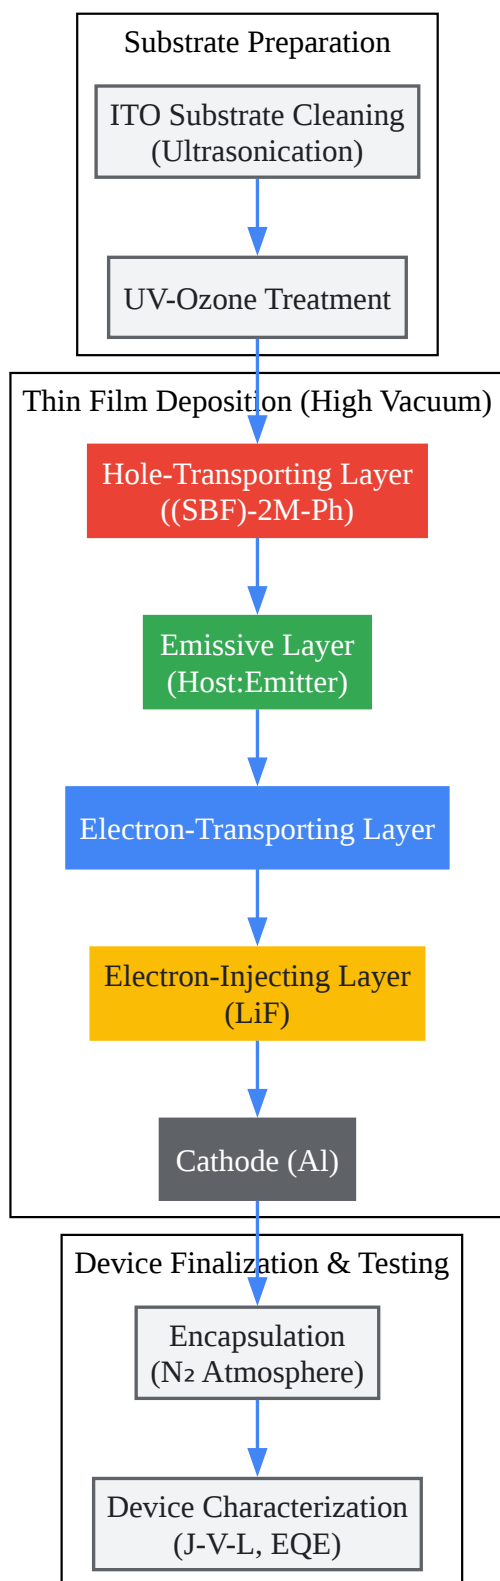 Substrate Preparation
ITO Substrate Cleaning
(Ultrasonication)
UV-Ozone Treatment
Thin Film Deposition (High Vacuum)
Hole-Transporting Layer
((SBF)-2M-Ph)
Emissive Layer
(Host:Emitter)
Electron-Transporting Layer
Electron-Injecting Layer
(LiF)
Cathode (Al)
Device Finalization & Testing
Encapsulation
(N₂ Atmosphere)
Device Characterization
(J-V-L, EQE)